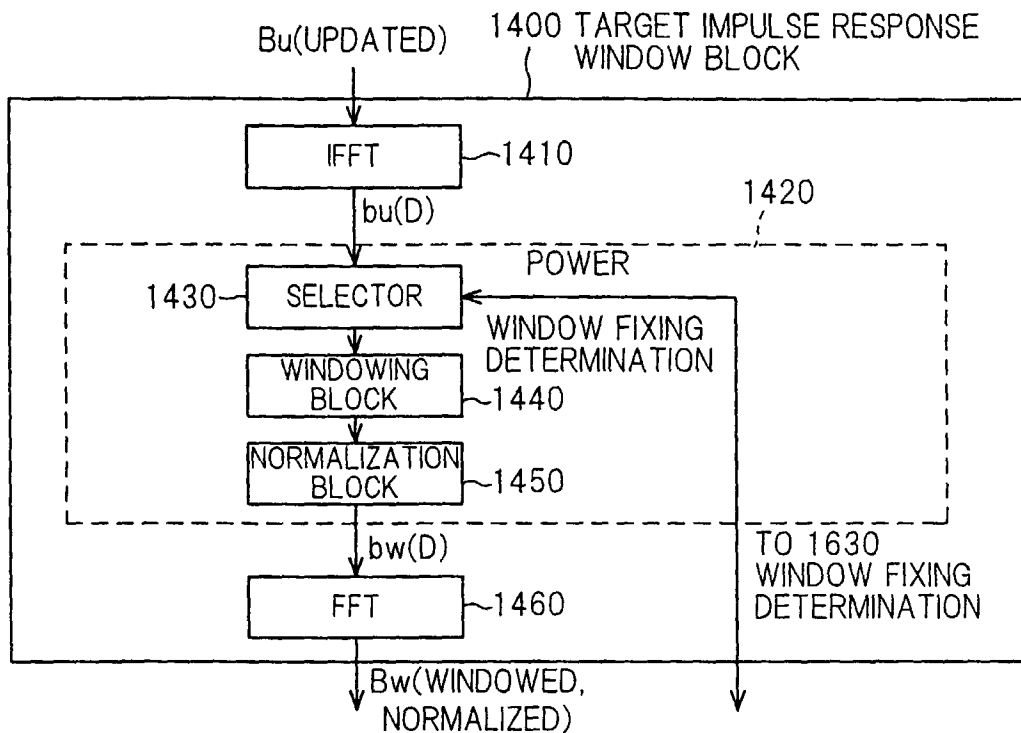 1400 TARGET IMPULSE RESPONSE
WINDOW BLOCK
Bu(UPDATED)
IFFT
1410
bu(D)
1420
POWER
1430
SELECTOR
WINDOW FIXING
DETERMINATION
WINDOWING
BLOCK
1440
NORMALIZATION
BLOCK
1450
bw(D)
TO 1630
WINDOW FIXING
DETERMINATION
FFT
1460
Bw(WINDOWED,
NORMALIZED)